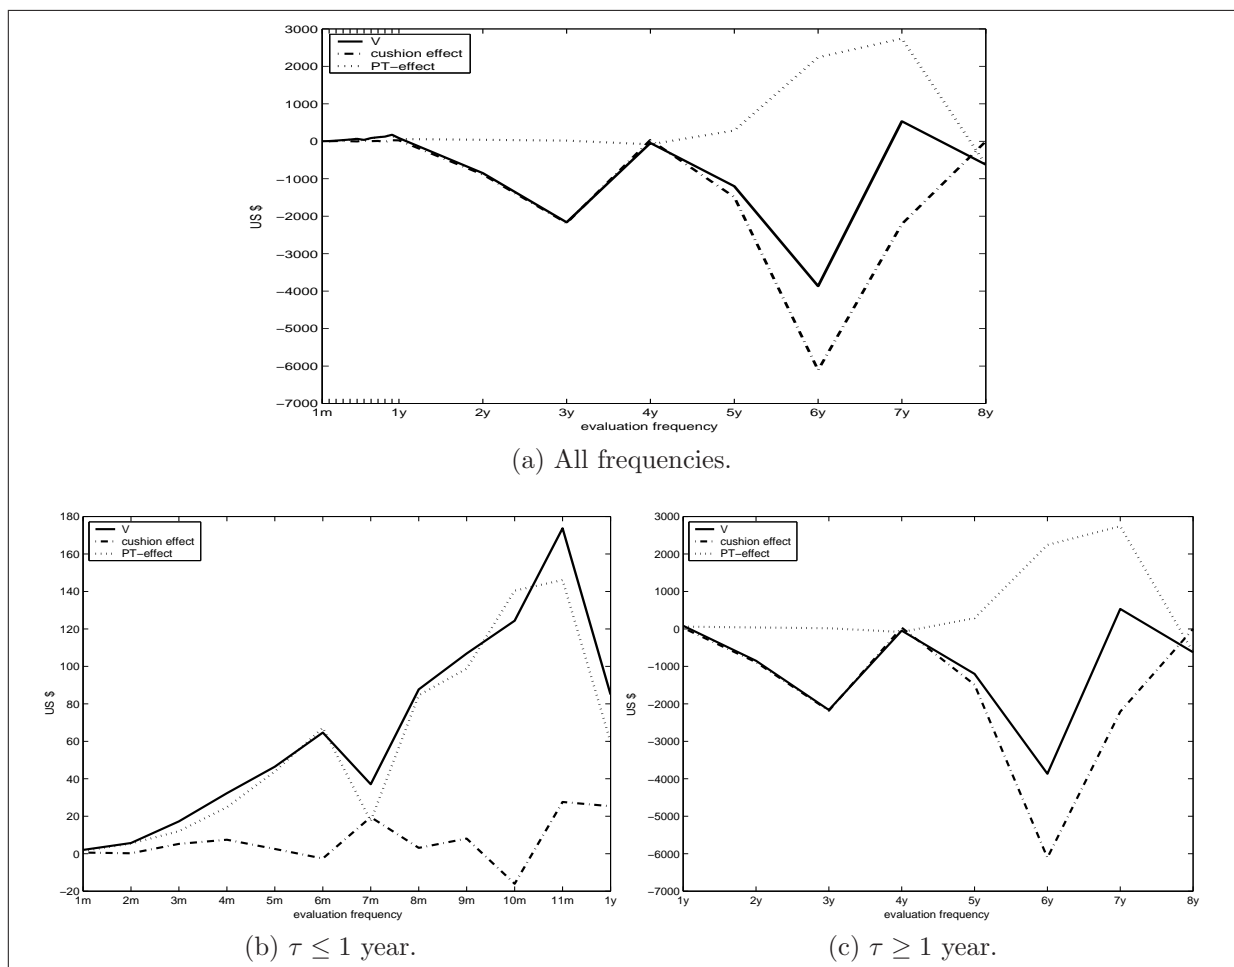 3000
2000
1000
0
−1000
−2000
−3000
−4000
−5000
−6000
−7000
US $
V
cushion effect
PT−effect
1m 1y 2y 3y 4y 5y 6y 7y 8y
evaluation frequency
(a) All frequencies.
180
160
140
120
100
80
60
40
20
0
−20
US $
V
cushion effect
PT−effect
1m 2m 3m 4m 5m 6m 7m 8m 9m 10m 11m 1y
evaluation frequency
(b) τ ≤ 1 year.
3000
2000
1000
0
−1000
−2000
−3000
−4000
−5000
−6000
−7000
US $
V
cushion effect
PT−effect
1y 2y 3y 4y 5y 6y 7y 8y
evaluation frequency
(c) τ ≥ 1 year.